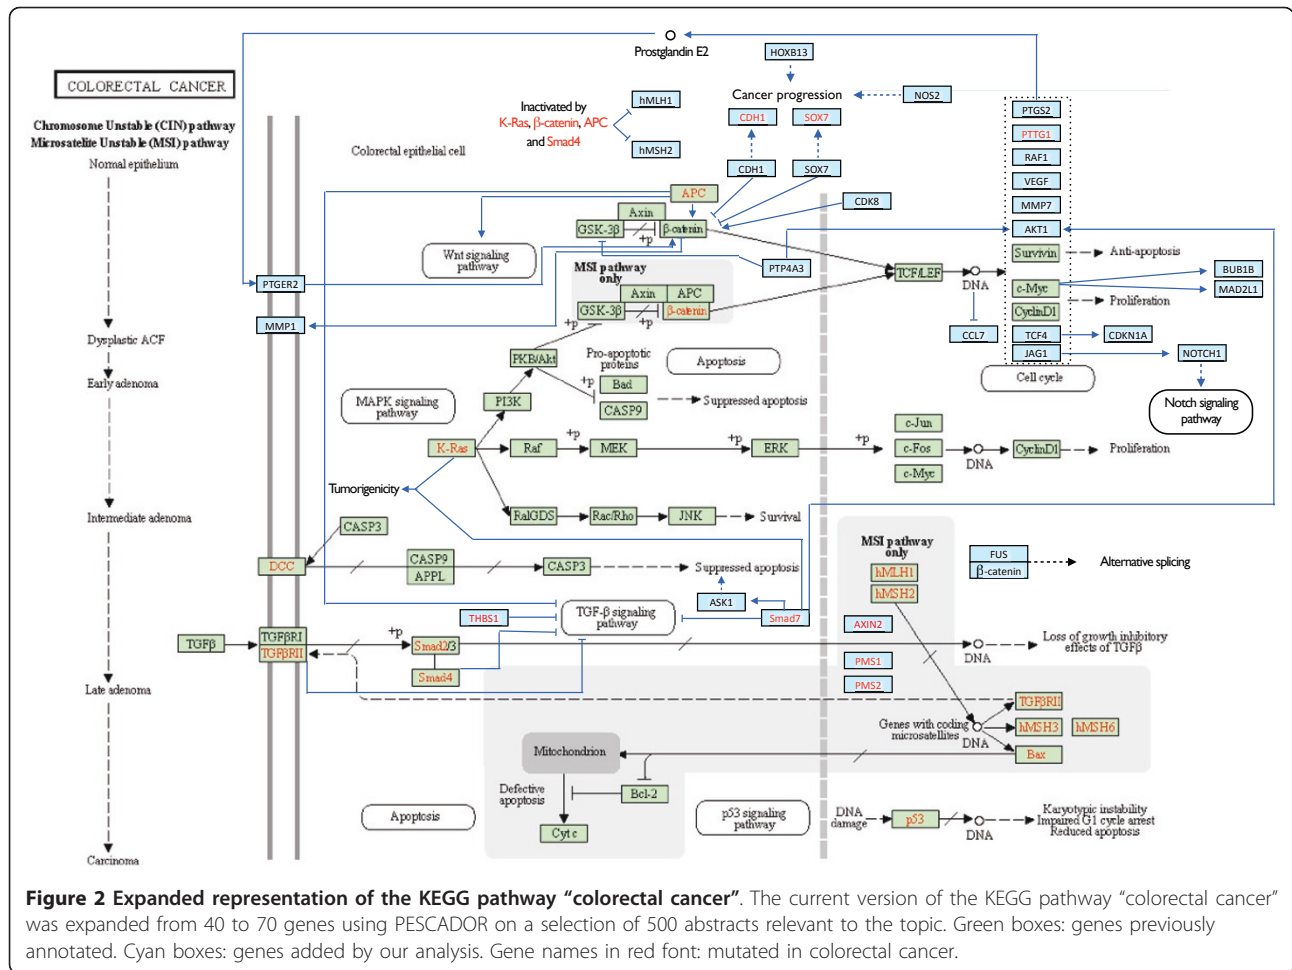 Prostglandin E2
HOXB13
COLORECTAL CANCER
Cancer progression
NOS2
hMLH1
Inactivated by
K-Ras, β-catenin, APC
and Smad4
hMSH2
CDH1
SOX7
PTGS2
PTTG1
RAF1
VEGF
MMP7
AKT1
Survivin
c-Myc
CyclinD1
TCF4
JAG1
Cell cycle
Chromosome Unstable (CIN) pathway
Microsatelite Unstable (MSI) pathway
Normal epithelium
Colorectal epithelial cell
CDH1
SOX7
CDK8
APC
Axin
GSK-3β
+p
β-catenin
Wnt signaling
pathway
PTP4A3
MSI pathway
only
Axin
APC
GSK-3β
+p
β-catenin
TCF/LEF
DNA
CCL7
Anti-apoptosis
BUB1B
MAD2L1
Proliferation
CDKN1A
NOTCH1
Notch signaling
pathway
PTGER2
MMP1
Dysplastic ACF
Early adenoma
+p
PKB/Akt
Pro-apoptotic
proteins
Apoptosis
+p
Bad
CASP9
Suppressed apoptosis
PI3K
MAPK signaling
pathway
K-Ras
Raf
+p
MEK
+p
ERK
+p
c-Jun
c-Fos
c-Myc
DNA
CyclinD1
Proliferation
Tumorigenicity
Intermediate adenoma
RalGDS
Rac/Rho
JNK
Survival
CASP3
DCC
CASP9
APPL
CASP3
Suppressed apoptosis
MSI pathway
only
hMLH1
hMSH2
FUS
β-catenin
Alternative splicing
ASK1
THBS1
TGF-β signaling
pathway
Smad7
AXIN2
TGFβ
TGFβRI
TGFβRII
+p
Smad2/3
Smad4
PMS1
PMS2
DNA
Loss of growth inhibitory
effects of TGFβ
Late adenoma
TGFβRII
Genes with coding
microsatellites
DNA
hMSH3
hMSH6
Bax
Mitochondrion
Defective
apoptosis
Bcl-2
Cyt c
Apoptosis
p53 signaling
pathway
DNA
damage
p53
DNA
Karyotypic instability
Impaired G1 cycle arrest
Reduced apoptosis
Carcinoma
Figure 2 Expanded representation of the KEGG pathway “colorectal cancer”. The current version of the KEGG pathway “colorectal cancer”
was expanded from 40 to 70 genes using PESCADOR on a selection of 500 abstracts relevant to the topic. Green boxes: genes previously
annotated. Cyan boxes: genes added by our analysis. Gene names in red font: mutated in colorectal cancer.